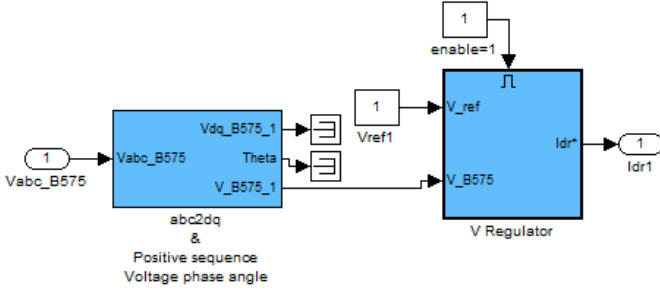 1
enable=1
1
Vref1
V_ref
Idr*
1
Idr1
V_B575
V Regulator
1
Vabc_B575
Vabc_B575
Vdq_B575_1
Theta
V_B575_1
abc2dq
&
Positive sequence
Voltage phase angle